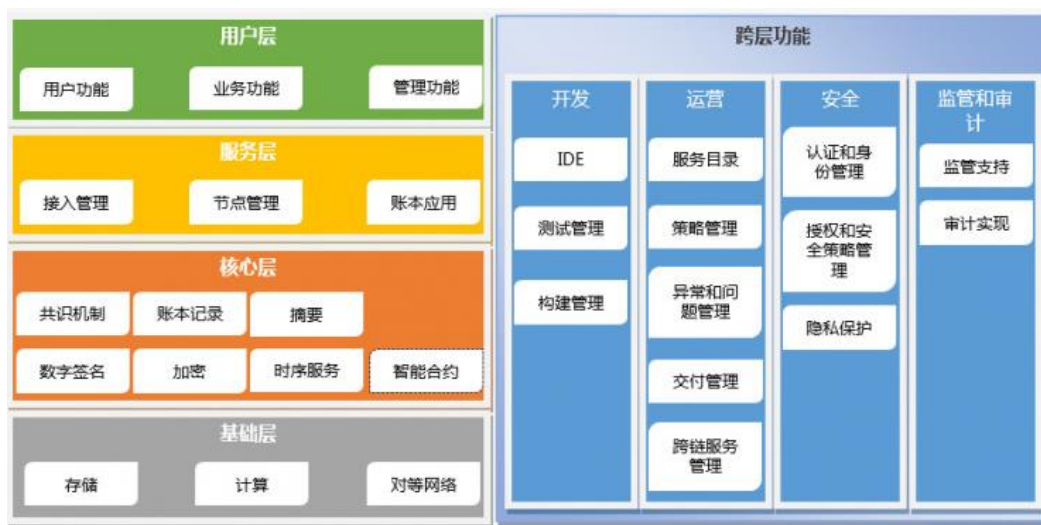 用户层
用户功能
业务功能
管理功能
服务层
接入管理
节点管理
账本应用
核心层
共识机制
账本记录
摘要
数字签名
加密
时序服务
智能合约
基础层
存储
计算
对等网络
跨层功能
开发
IDE
测试管理
构建管理
运营
服务目录
策略管理
异常和问
题管理
交付管理
跨链服务
管理
安全
认证和身
份管理
授权和安
全策略管
理
隐私保护
监管和审
计
监管支持
审计实现